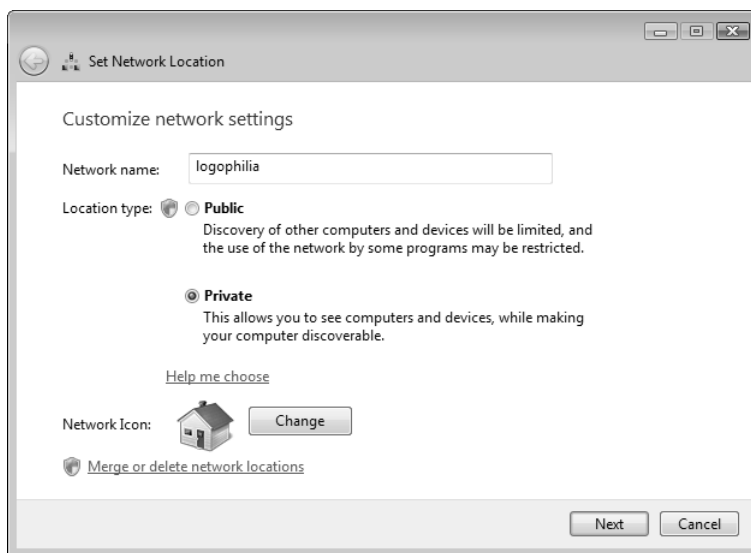 Set Network Location
Customize network settings
Network name: logophilia
Location type: Public
Discovery of other computers and devices will be limited, and
the use of the network by some programs may be restricted.
Private
This allows you to see computers and devices, while making
your computer discoverable.
Help me choose
Network Icon: Change
Merge or delete network locations
Next Cancel